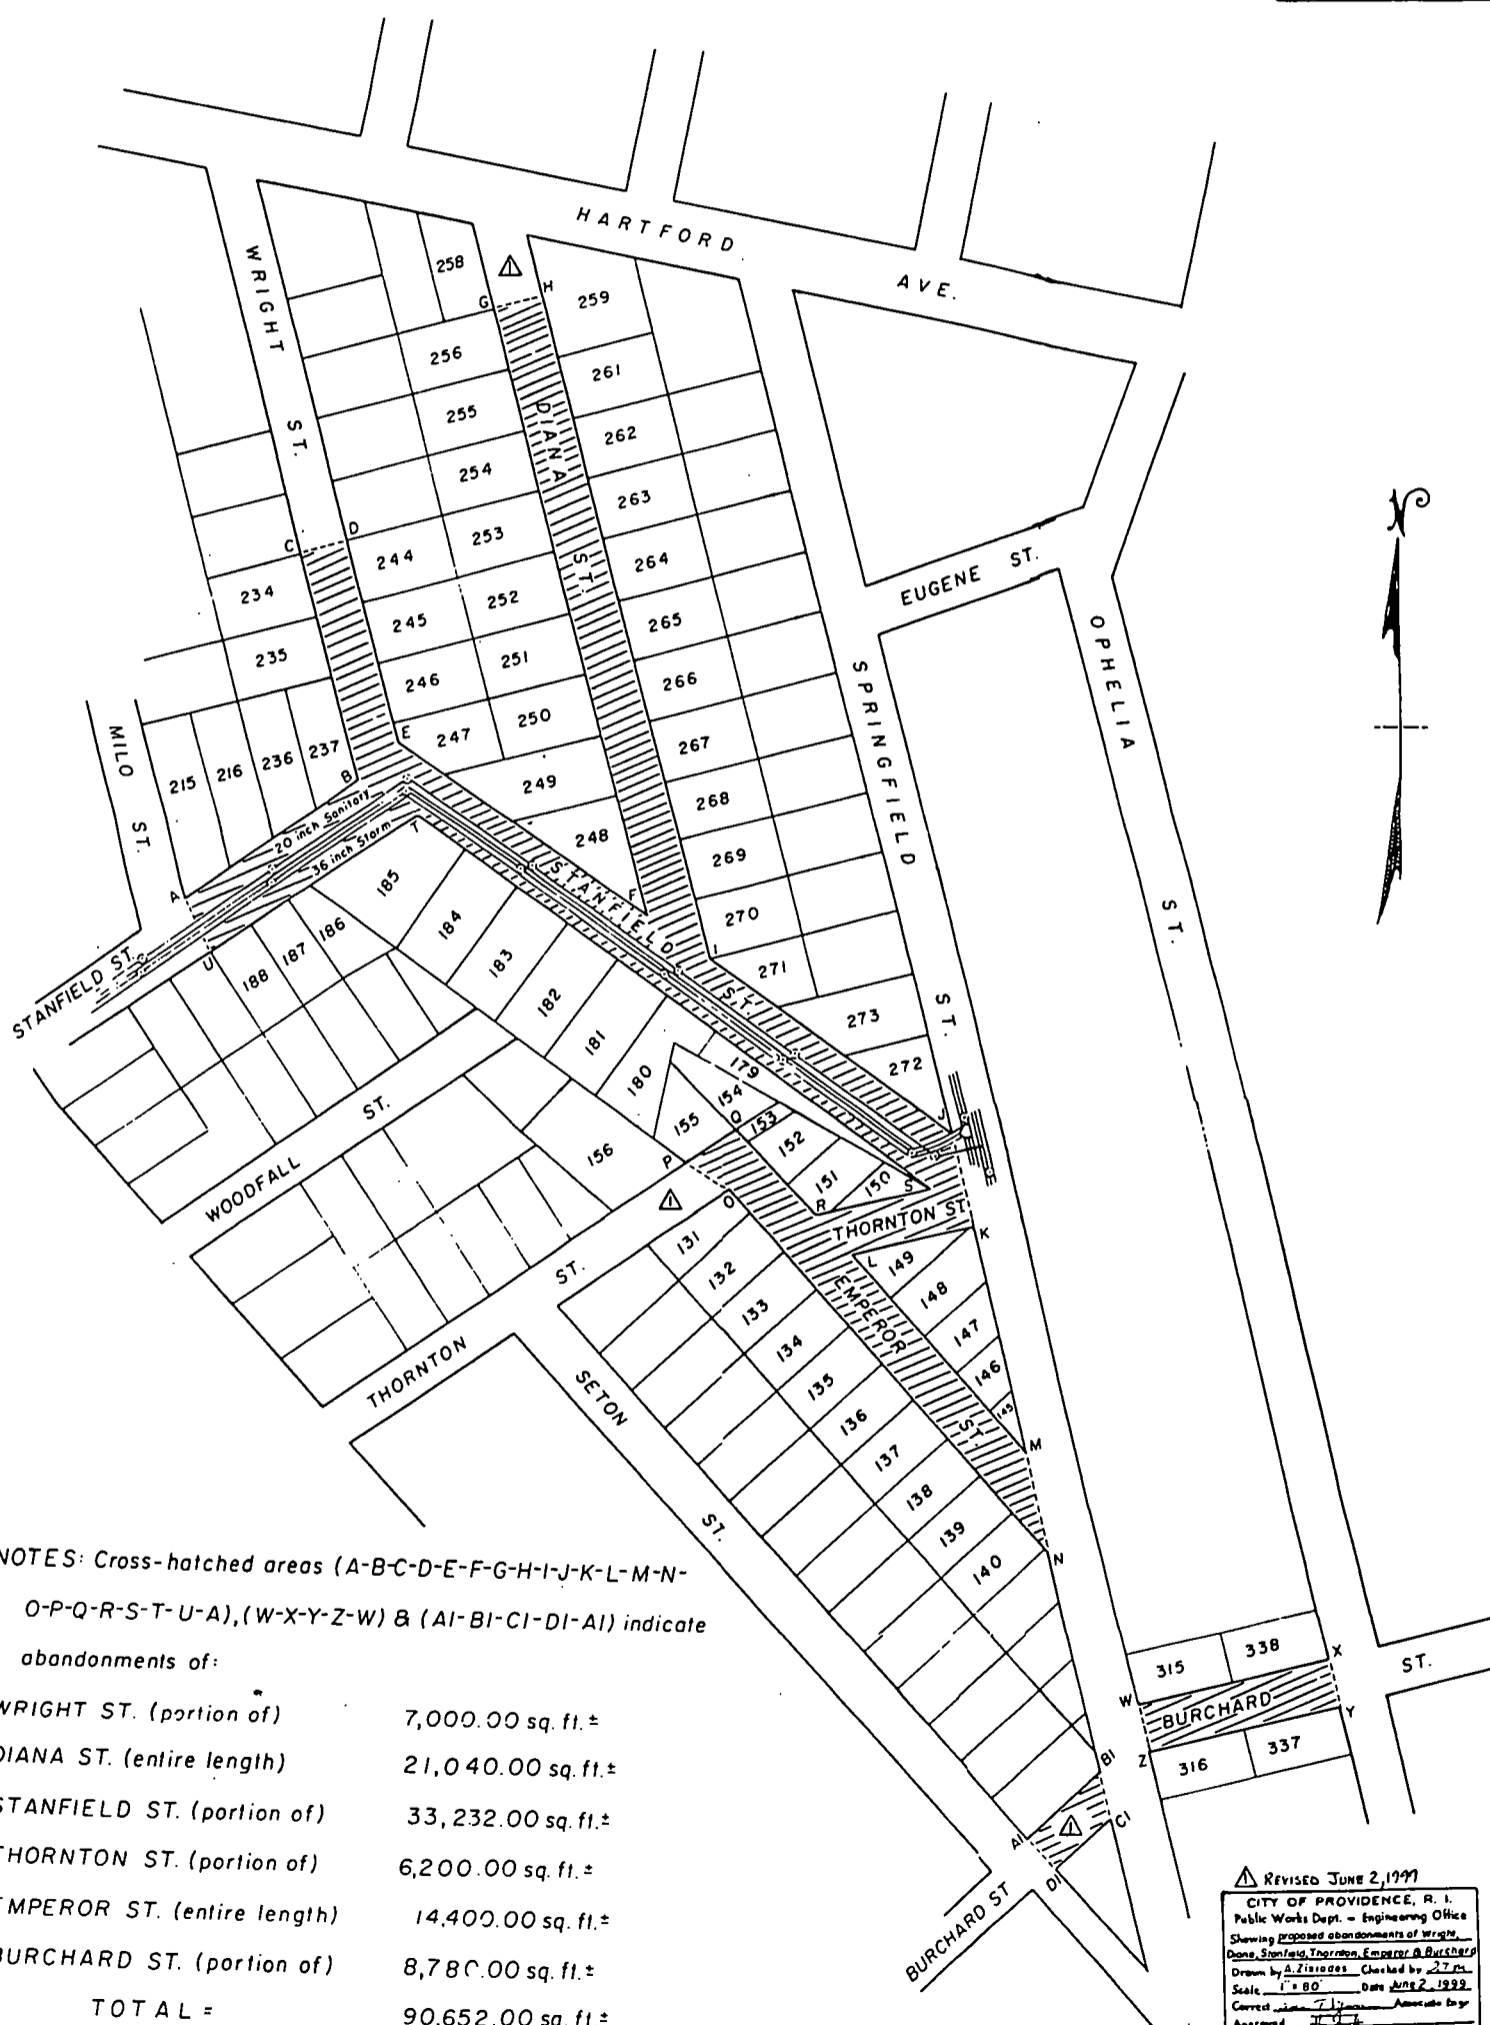 HARTFORD AVE.
WRIGHT ST.
258
G
H
259
256
261
255
DIANA ST.
262
254
263
253
D
C
244
264
234
252
245
265
235
251
246
266
EUGENE ST.
OPHELIA ST.
SPRINGFIELD ST.
N
MILO ST.
215
216
236
237
B
E
247
250
267
249
268
20 inch Sanitary
36 inch Storm
T
248
269
A
F
STANFIELD ST.
185
270
I
STANFIELD ST.
U
188
187
186
184
183
182
181
180
271
273
272
J
179
154
Q
153
155
152
151
150
S
R
P
156
O
WOODFALL ST.
THORNTON ST.
K
L
149
148
147
146
145
M
EMPEROR ST.
131
132
133
134
135
136
137
138
139
140
N
THORNTON ST.
SETON ST.
315
338
X
ST.
W
BURCHARD
Y
Z
316
337
B1
C1
A1
D1
BURCHARD ST
NOTES: Cross-hatched areas (A-B-C-D-E-F-G-H-I-J-K-L-M-N-
O-P-Q-R-S-T-U-A),(W-X-Y-Z-W) & (A1-B1-C1-D1-A1) indicate
abandonments of:
WRIGHT ST. (portion of) 7,000.00 sq. ft.±
DIANA ST. (entire length) 21,040.00 sq. ft.±
STANFIELD ST. (portion of) 33,232.00 sq. ft.±
THORNTON ST. (portion of) 6,200.00 sq. ft.±
EMPEROR ST. (entire length) 14,400.00 sq. ft.±
BURCHARD ST. (portion of) 8,780.00 sq. ft.±
TOTAL = 90,652.00 sq. ft ±
1 REVISED JUNE 2, 1999
CITY OF PROVIDENCE, R. I.
Public Works Dept. - Engineering Office
Showing proposed abandonments of Wright,
Diana, Stanfield, Thornton, Emperor & Burchard
Drawn by Checked by
Scale 1" = 80' Date June 2, 1999
Correct Associate Engr
Approved